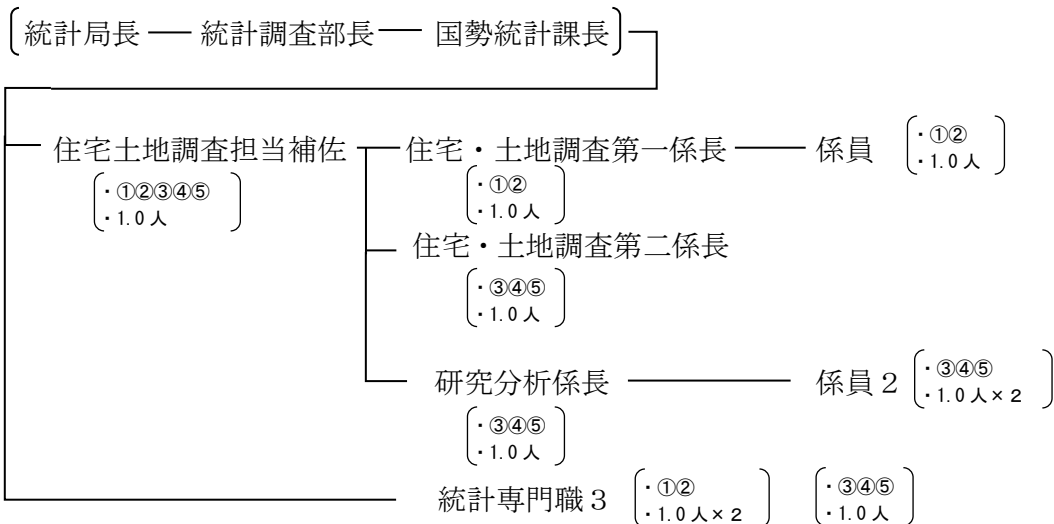 統計局長 ― 統計調査部長 ― 国勢統計課長
住宅土地調査担当補佐
・①②③④⑤
・1.0人
住宅・土地調査第一係長
・①②
・1.0人
係員
・①②
・1.0人
住宅・土地調査第二係長
・③④⑤
・1.0人
研究分析係長
・③④⑤
・1.0人
係員2
・③④⑤
・1.0人×2
統計専門職3
・①②
・1.0人×2
・③④⑤
・1.0人